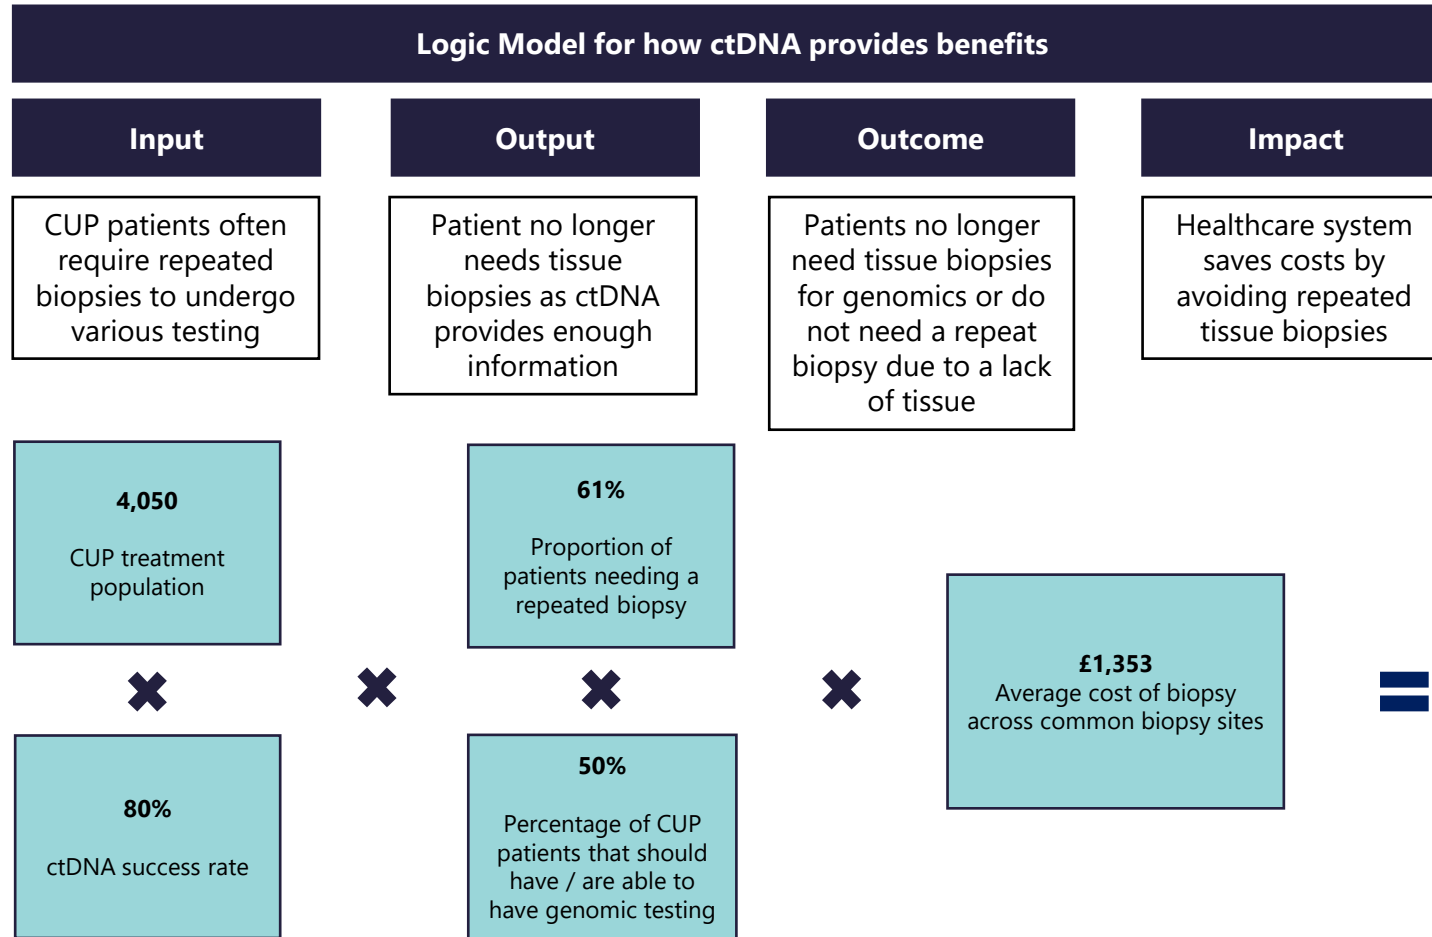 Logic Model for how ctDNA provides benefits
Input
Output
Outcome
Impact
CUP patients often
require repeated
biopsies to undergo
various testing
Patient no longer
needs tissue
biopsies as ctDNA
provides enough
information
Patients no longer
need tissue biopsies
for genomics or do
not need a repeat
biopsy due to a lack
of tissue
Healthcare system
saves costs by
avoiding repeated
tissue biopsies
4,050
CUP treatment
population
61%
Proportion of
patients needing a
repeated biopsy
£1,353
Average cost of biopsy
across common biopsy sites
80%
ctDNA success rate
50%
Percentage of CUP
patients that should
have / are able to
have genomic testing